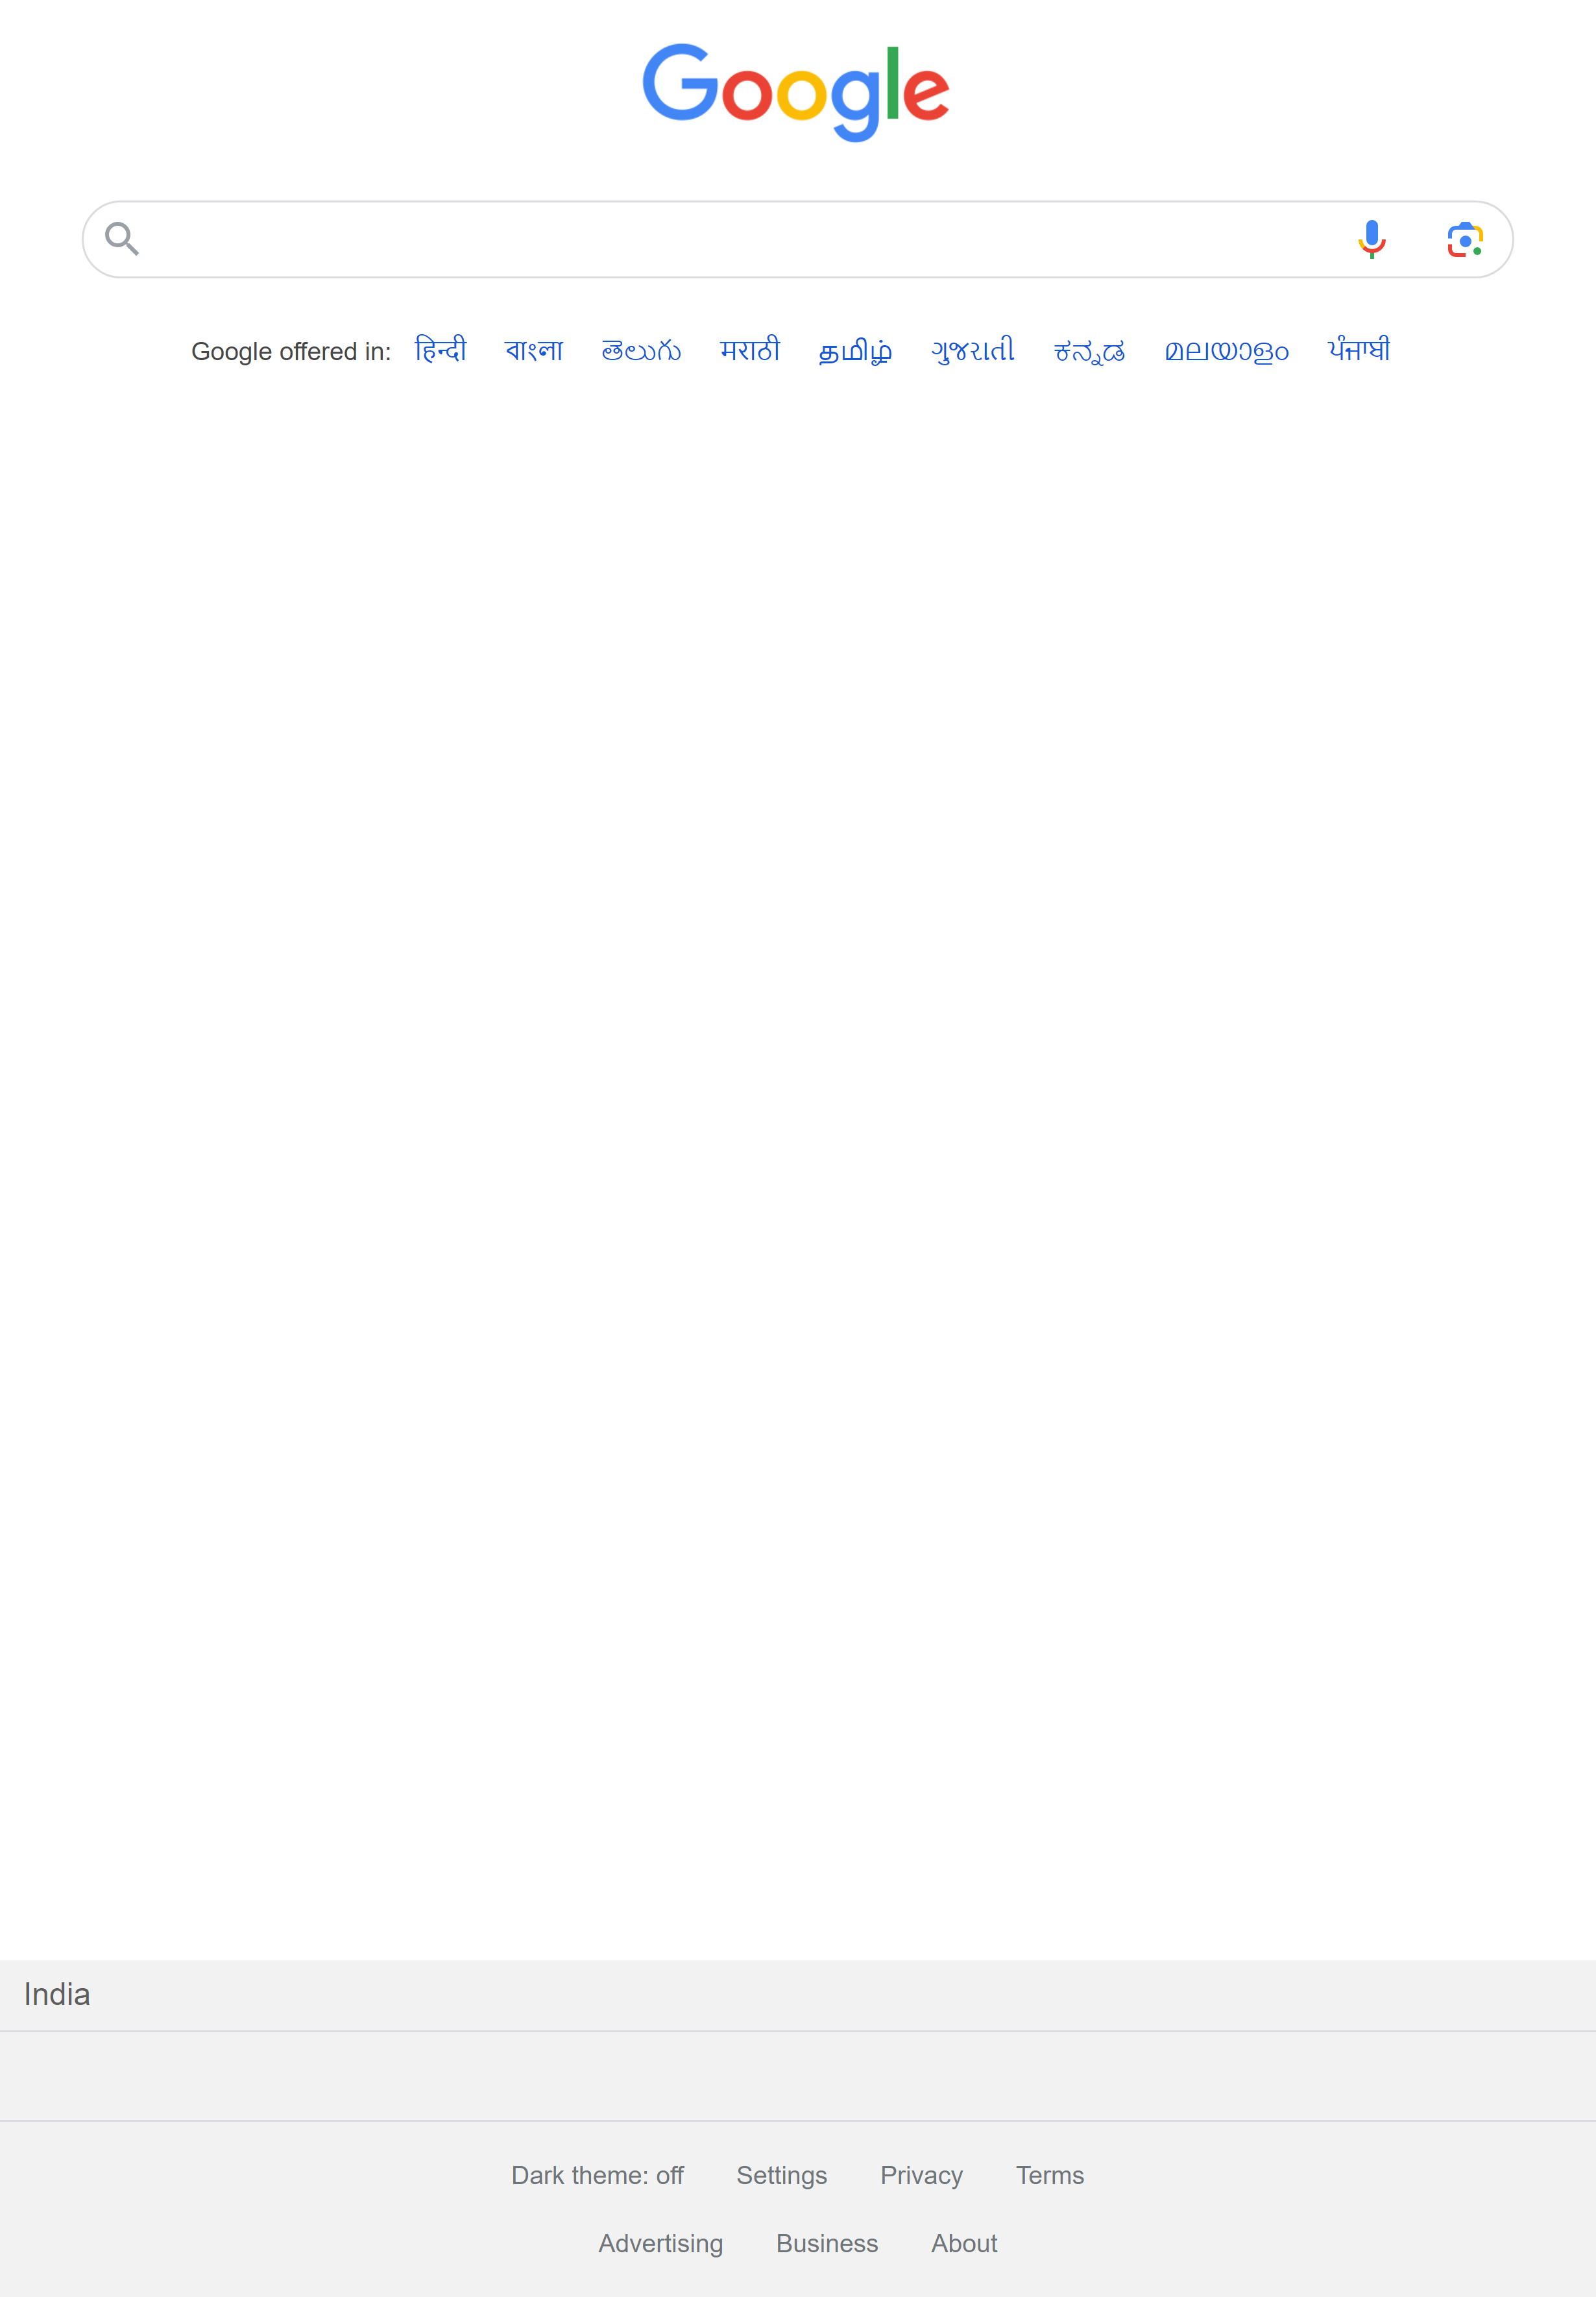 Google
Google offered in: हिन्दी বাংলা తెలుగు मराठी தமிழ் ગુજરાતી ಕನ್ನಡ മലയാളം ਪੰਜਾਬੀ
India
Dark theme: off Settings Privacy Terms
Advertising Business About